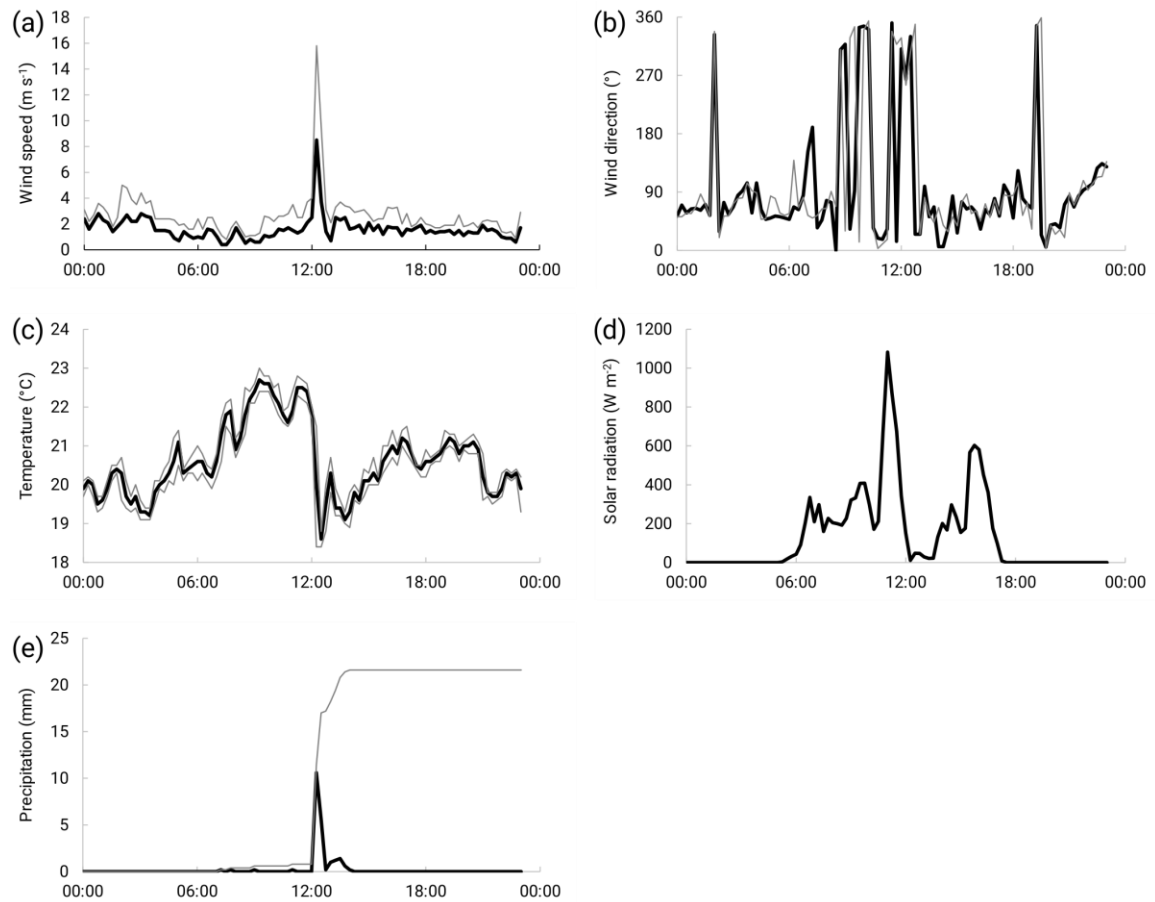 (a)
Wind speed (m s-1)
18
16
14
12
10
8
6
4
2
0
00:00 06:00 12:00 18:00 00:00
(b)
Wind direction (°)
360
270
180
90
0
00:00 06:00 12:00 18:00 00:00
(c)
Temperature (°C)
24
23
22
21
20
19
18
00:00 06:00 12:00 18:00 00:00
(d)
Solar radiation (W m-2)
1200
1000
800
600
400
200
0
00:00 06:00 12:00 18:00 00:00
(e)
Precipitation (mm)
25
20
15
10
5
0
00:00 06:00 12:00 18:00 00:00